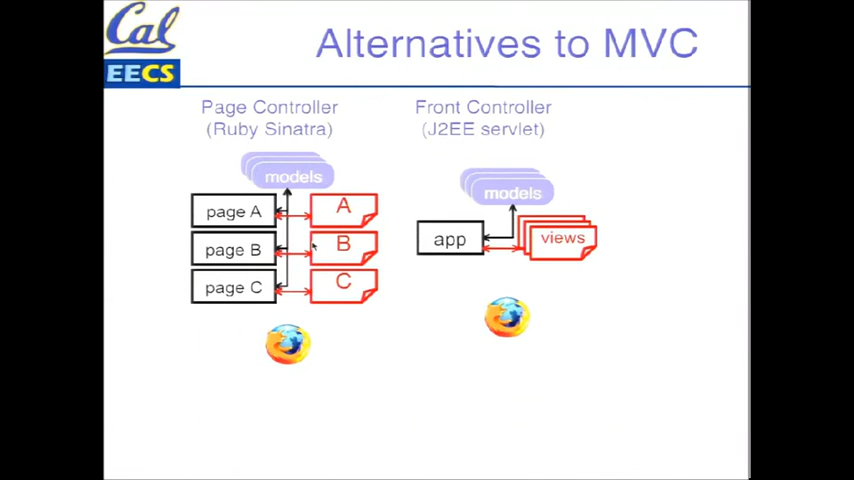 Cal
EECS
Alternatives to MVC
Page Controller
(Ruby Sinatra)
models
page A
A
page B
B
page C
C
Front Controller
(J2EE servlet)
models
app
views